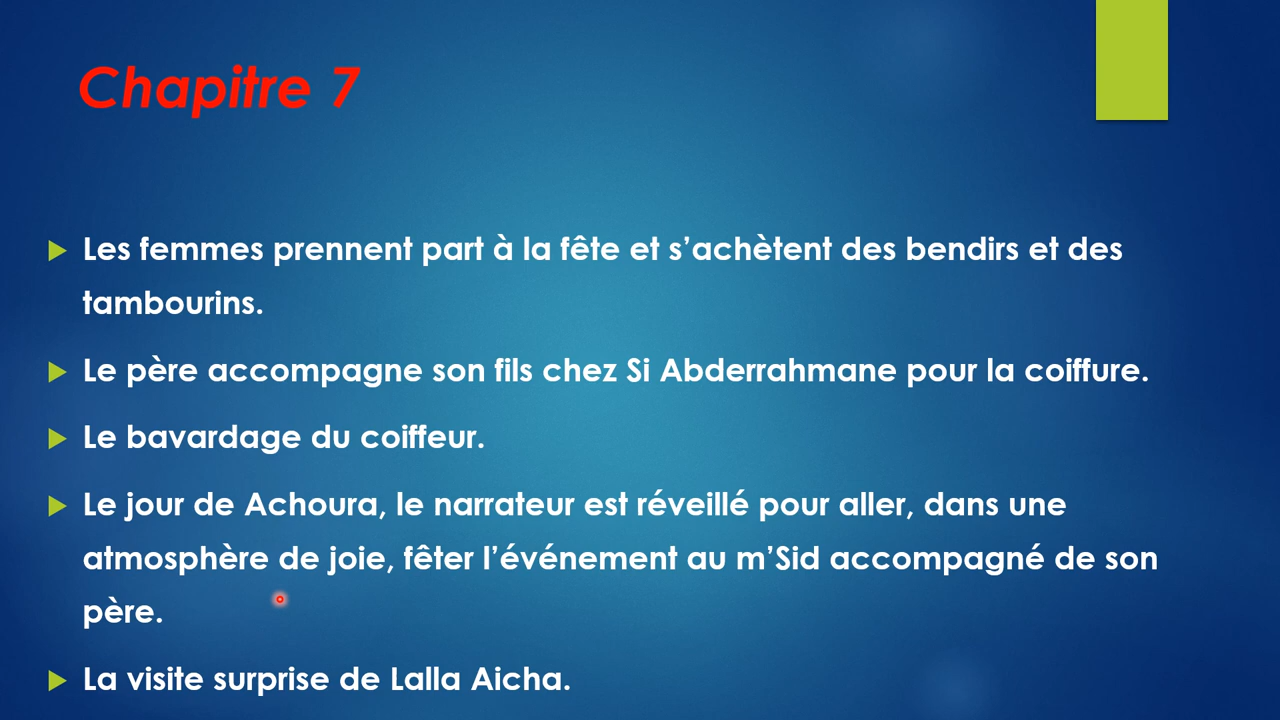 Chapitre 7
Les femmes prennent part à la fête et s’achètent des bendirs et des
tambourins.
Le père accompagne son fils chez Si Abderrahmane pour la coiffure.
Le bavardage du coiffeur.
Le jour de Achoura, le narrateur est réveillé pour aller, dans une
atmosphère de joie, fêter l’événement au m’Sid accompagné de son
père.
La visite surprise de Lalla Aicha.